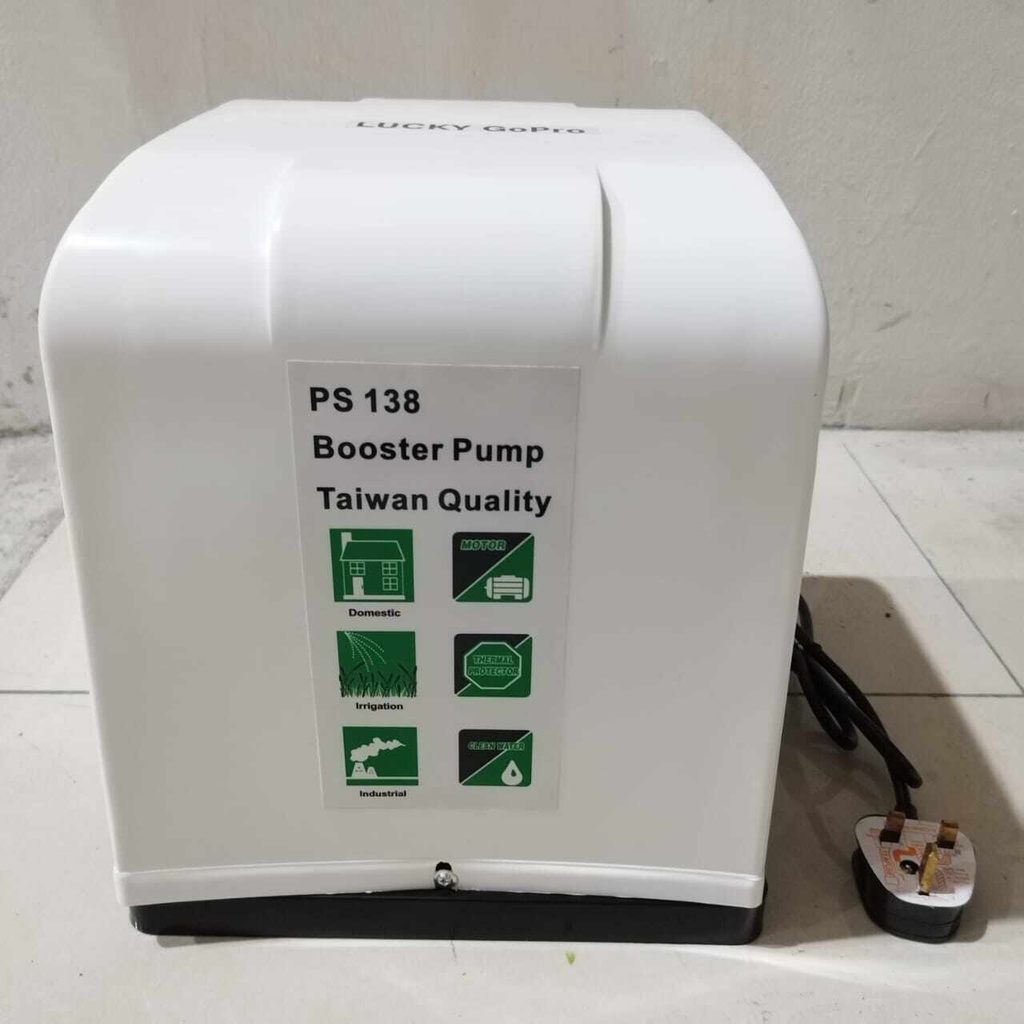 LUCKY GoPro
PS 138
Booster Pump
Taiwan Quality
MOTOR
Domestic
THERMAL
PROTECTOR
Irrigation
CLEAN WATER
Industrial